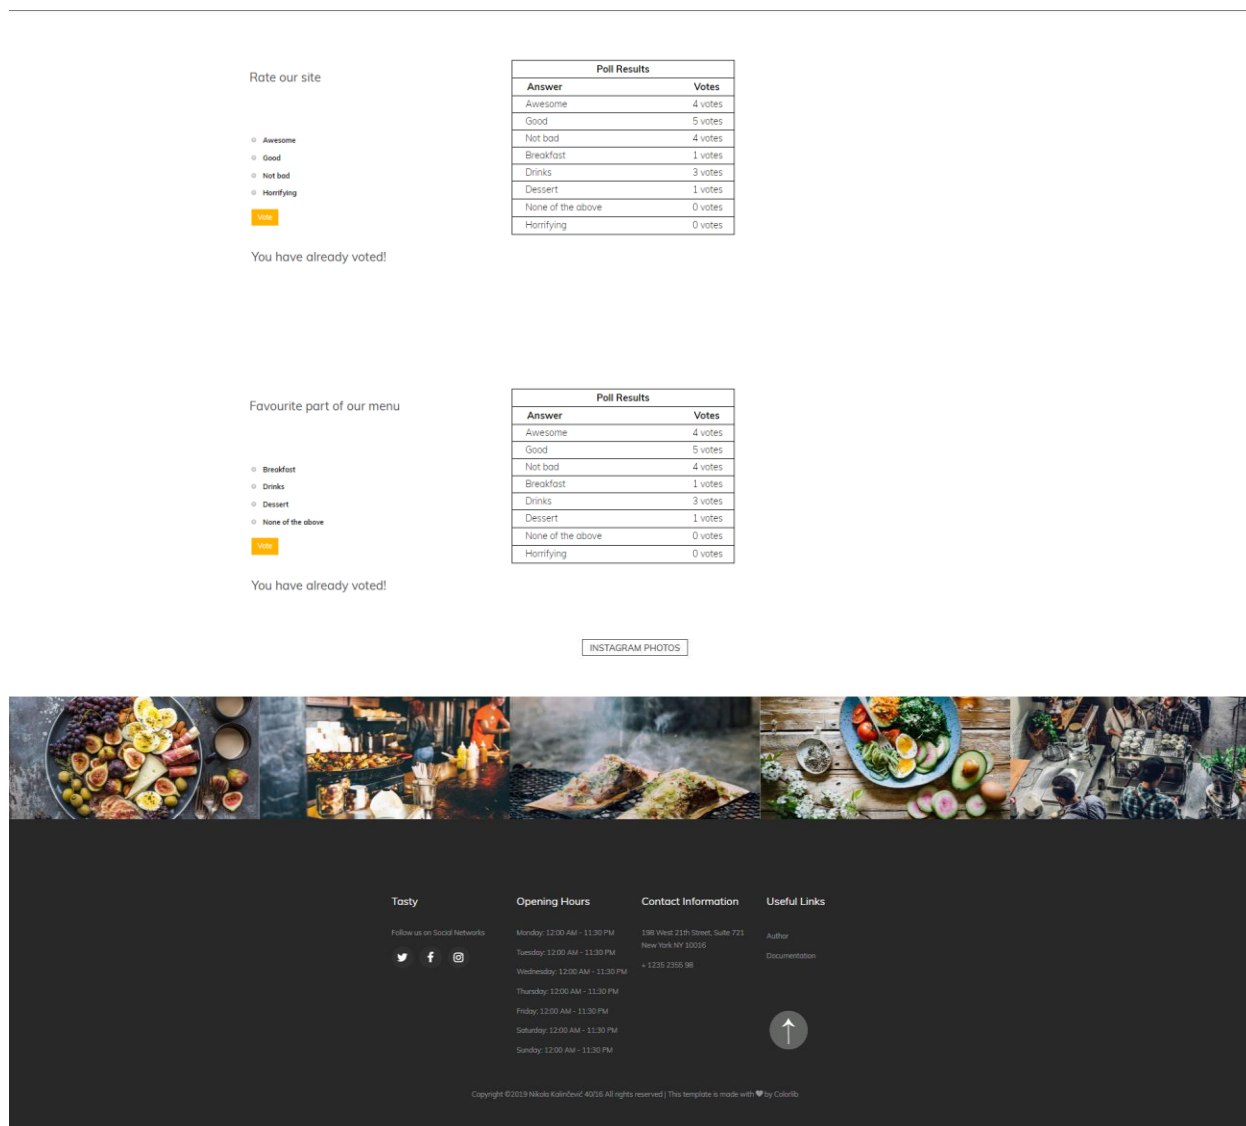 Rate our site
Awesome
Good
Not bad
Horrifying
Vote
You have already voted!
Poll Results
Answer Votes
Awesome 4 votes
Good 5 votes
Not bad 4 votes
Breakfast 1 votes
Drinks 3 votes
Dessert 1 votes
None of the above 0 votes
Horrifying 0 votes
Favourite part of our menu
Breakfast
Drinks
Dessert
None of the above
Vote
You have already voted!
Poll Results
Answer Votes
Awesome 4 votes
Good 5 votes
Not bad 4 votes
Breakfast 1 votes
Drinks 3 votes
Dessert 1 votes
None of the above 0 votes
Horrifying 0 votes
INSTAGRAM PHOTOS
Tasty
Follow us on Social Networks
Opening Hours
Monday: 12:00 AM - 11:30 PM
Tuesday: 12:00 AM - 11:30 PM
Wednesday: 12:00 AM - 11:30 PM
Thursday: 12:00 AM - 11:30 PM
Friday: 12:00 AM - 11:30 PM
Saturday: 12:00 AM - 11:30 PM
Sunday: 12:00 AM - 11:30 PM
Contact Information
198 West 21th Street, Suite 721
New York NY 10016
+ 1235 2355 98
Useful Links
Author
Documentation
Copyright ©2019 Nikola Kalinčević 40/16 All rights reserved | This template is made with ♥ by Colorlib